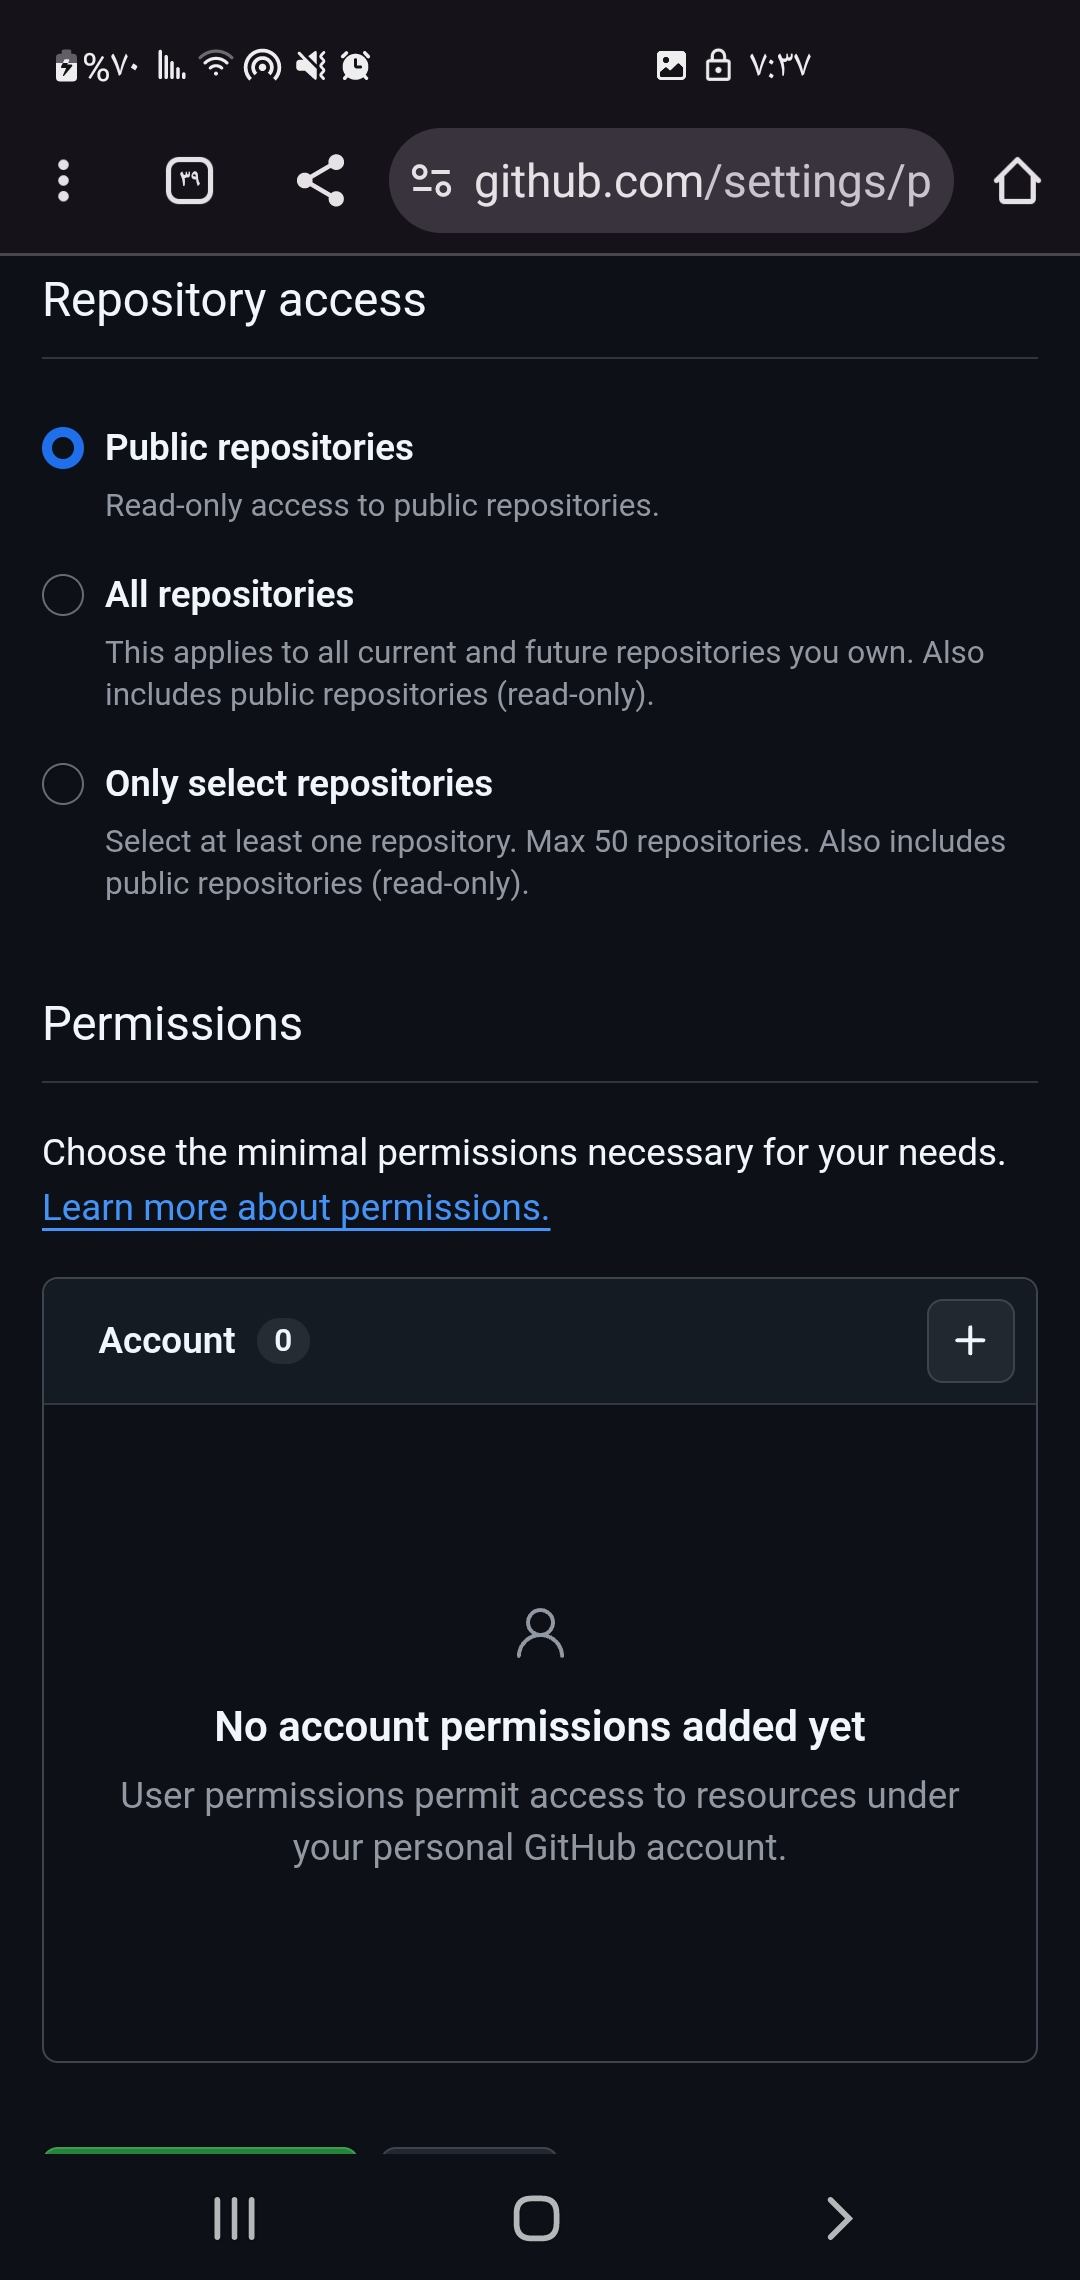 %٧٠
٧:٣٧
٣٩
github.com/settings/p
Repository access
Public repositories
Read-only access to public repositories.
All repositories
This applies to all current and future repositories you own. Also
includes public repositories (read-only).
Only select repositories
Select at least one repository. Max 50 repositories. Also includes
public repositories (read-only).
Permissions
Choose the minimal permissions necessary for your needs.
Learn more about permissions.
Account 0
No account permissions added yet
User permissions permit access to resources under
your personal GitHub account.